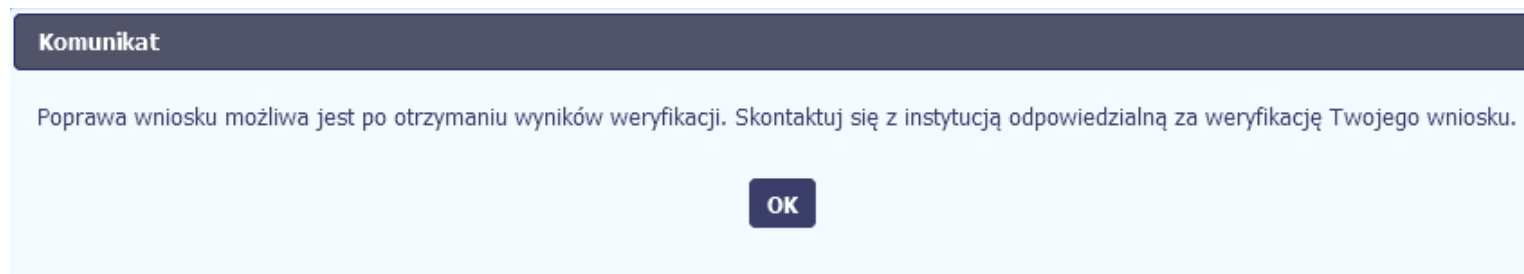 Komunikat
Poprawa wniosku możliwa jest po otrzymaniu wyników weryfikacji. Skontaktuj się z instytucją odpowiedzialną za weryfikację Twojego wniosku.
OK